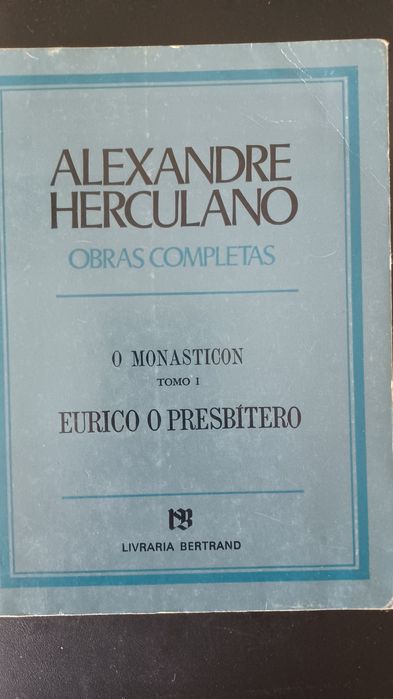 ALEXANDRE
HERCULANO
OBRAS COMPLETAS
O MONASTICON
TOMO I
EURICO O PRESBÍTERO
LIVRARIA BERTRAND